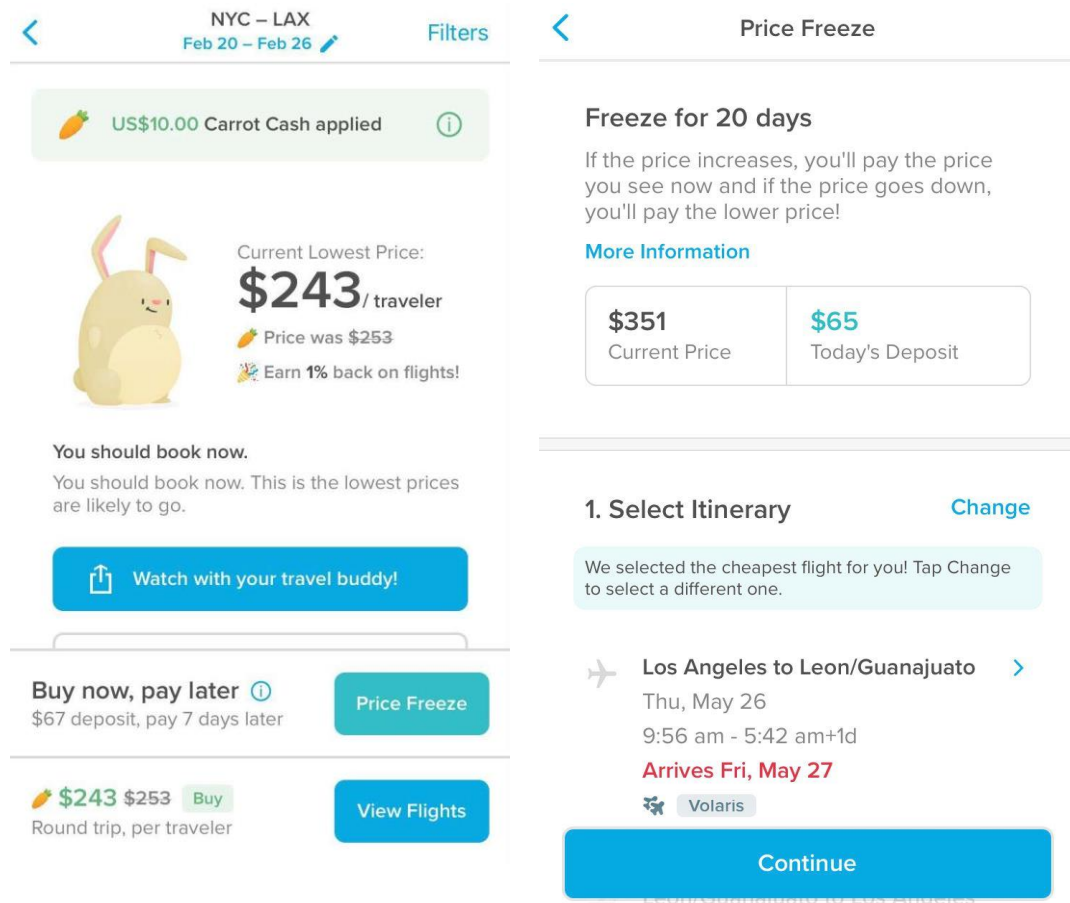 NYC – LAX
Feb 20 – Feb 26
Filters
US$10.00 Carrot Cash applied
Current Lowest Price:
$243/ traveler
Price was $253
Earn 1% back on flights!
You should book now.
You should book now. This is the lowest prices
are likely to go.
Watch with your travel buddy!
Buy now, pay later
$67 deposit, pay 7 days later
Price Freeze
$243 $253 Buy
Round trip, per traveler
View Flights
Price Freeze
Freeze for 20 days
If the price increases, you'll pay the price
you see now and if the price goes down,
you'll pay the lower price!
More Information
$351
Current Price
$65
Today's Deposit
1. Select Itinerary
Change
We selected the cheapest flight for you! Tap Change
to select a different one.
Los Angeles to Leon/Guanajuato
Thu, May 26
9:56 am - 5:42 am+1d
Arrives Fri, May 27
Volaris
Continue